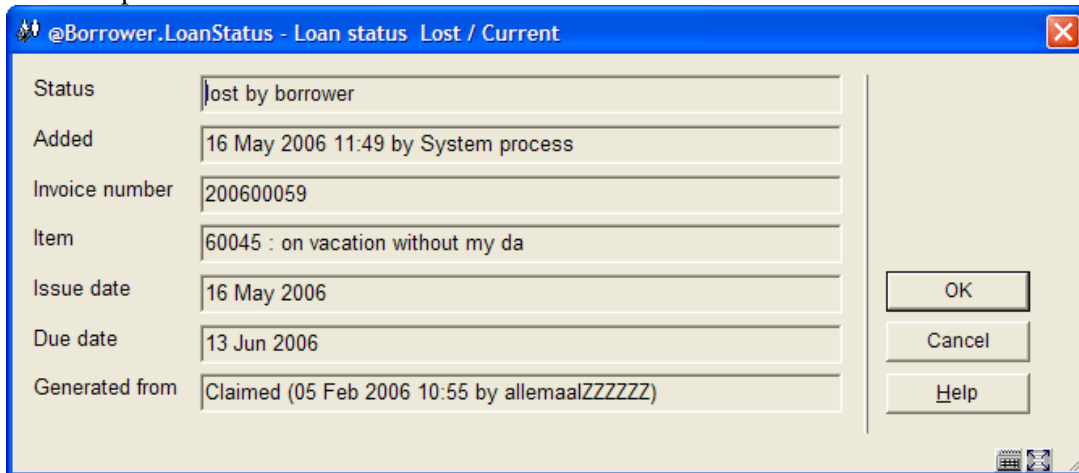 @Borrower.LoanStatus - Loan status Lost / Current
Status lost by borrower
Added 16 May 2006 11:49 by System process
Invoice number 200600059
Item 60045 : on vacation without my da
Issue date 16 May 2006
OK
Due date 13 Jun 2006
Cancel
Generated from Claimed (05 Feb 2006 10:55 by allemaalZZZZZZ)
Help